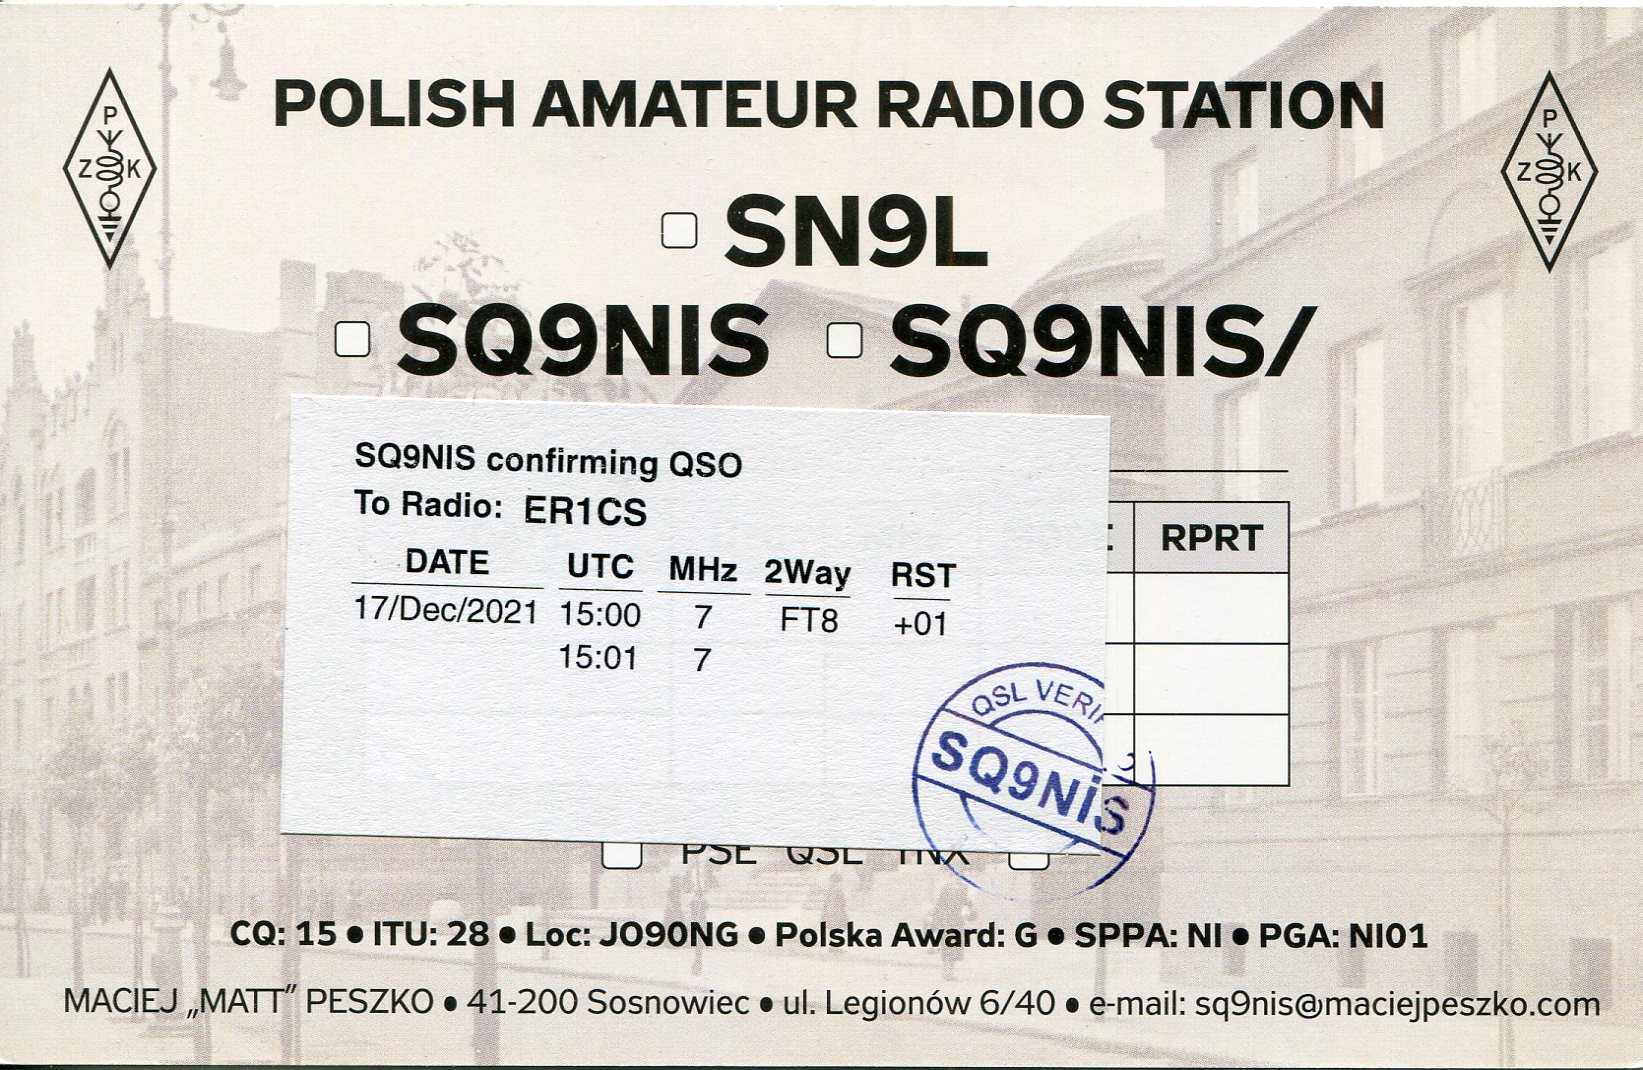 POLISH AMATEUR RADIO STATION
P
Z K
P
Z K
SN9L
SQ9NIS SQ9NIS/
SQ9NIS confirming QSO
To Radio: ER1CS
DATE UTC MHz 2Way RST
17/Dec/2021 15:00 7 FT8 +01
15:01 7
RPRT
QSL
SQ9NiS
PSE QSL TNX
CQ: 15 ● ITU: 28 ● Loc: JO90NG ● Polska Award: G ● SPPA: NI ● PGA: NI01
MACIEJ „MATT” PESZKO ● 41-200 Sosnowiec ● ul. Legionów 6/40 ● e-mail: sq9nis@maciejpeszko.com